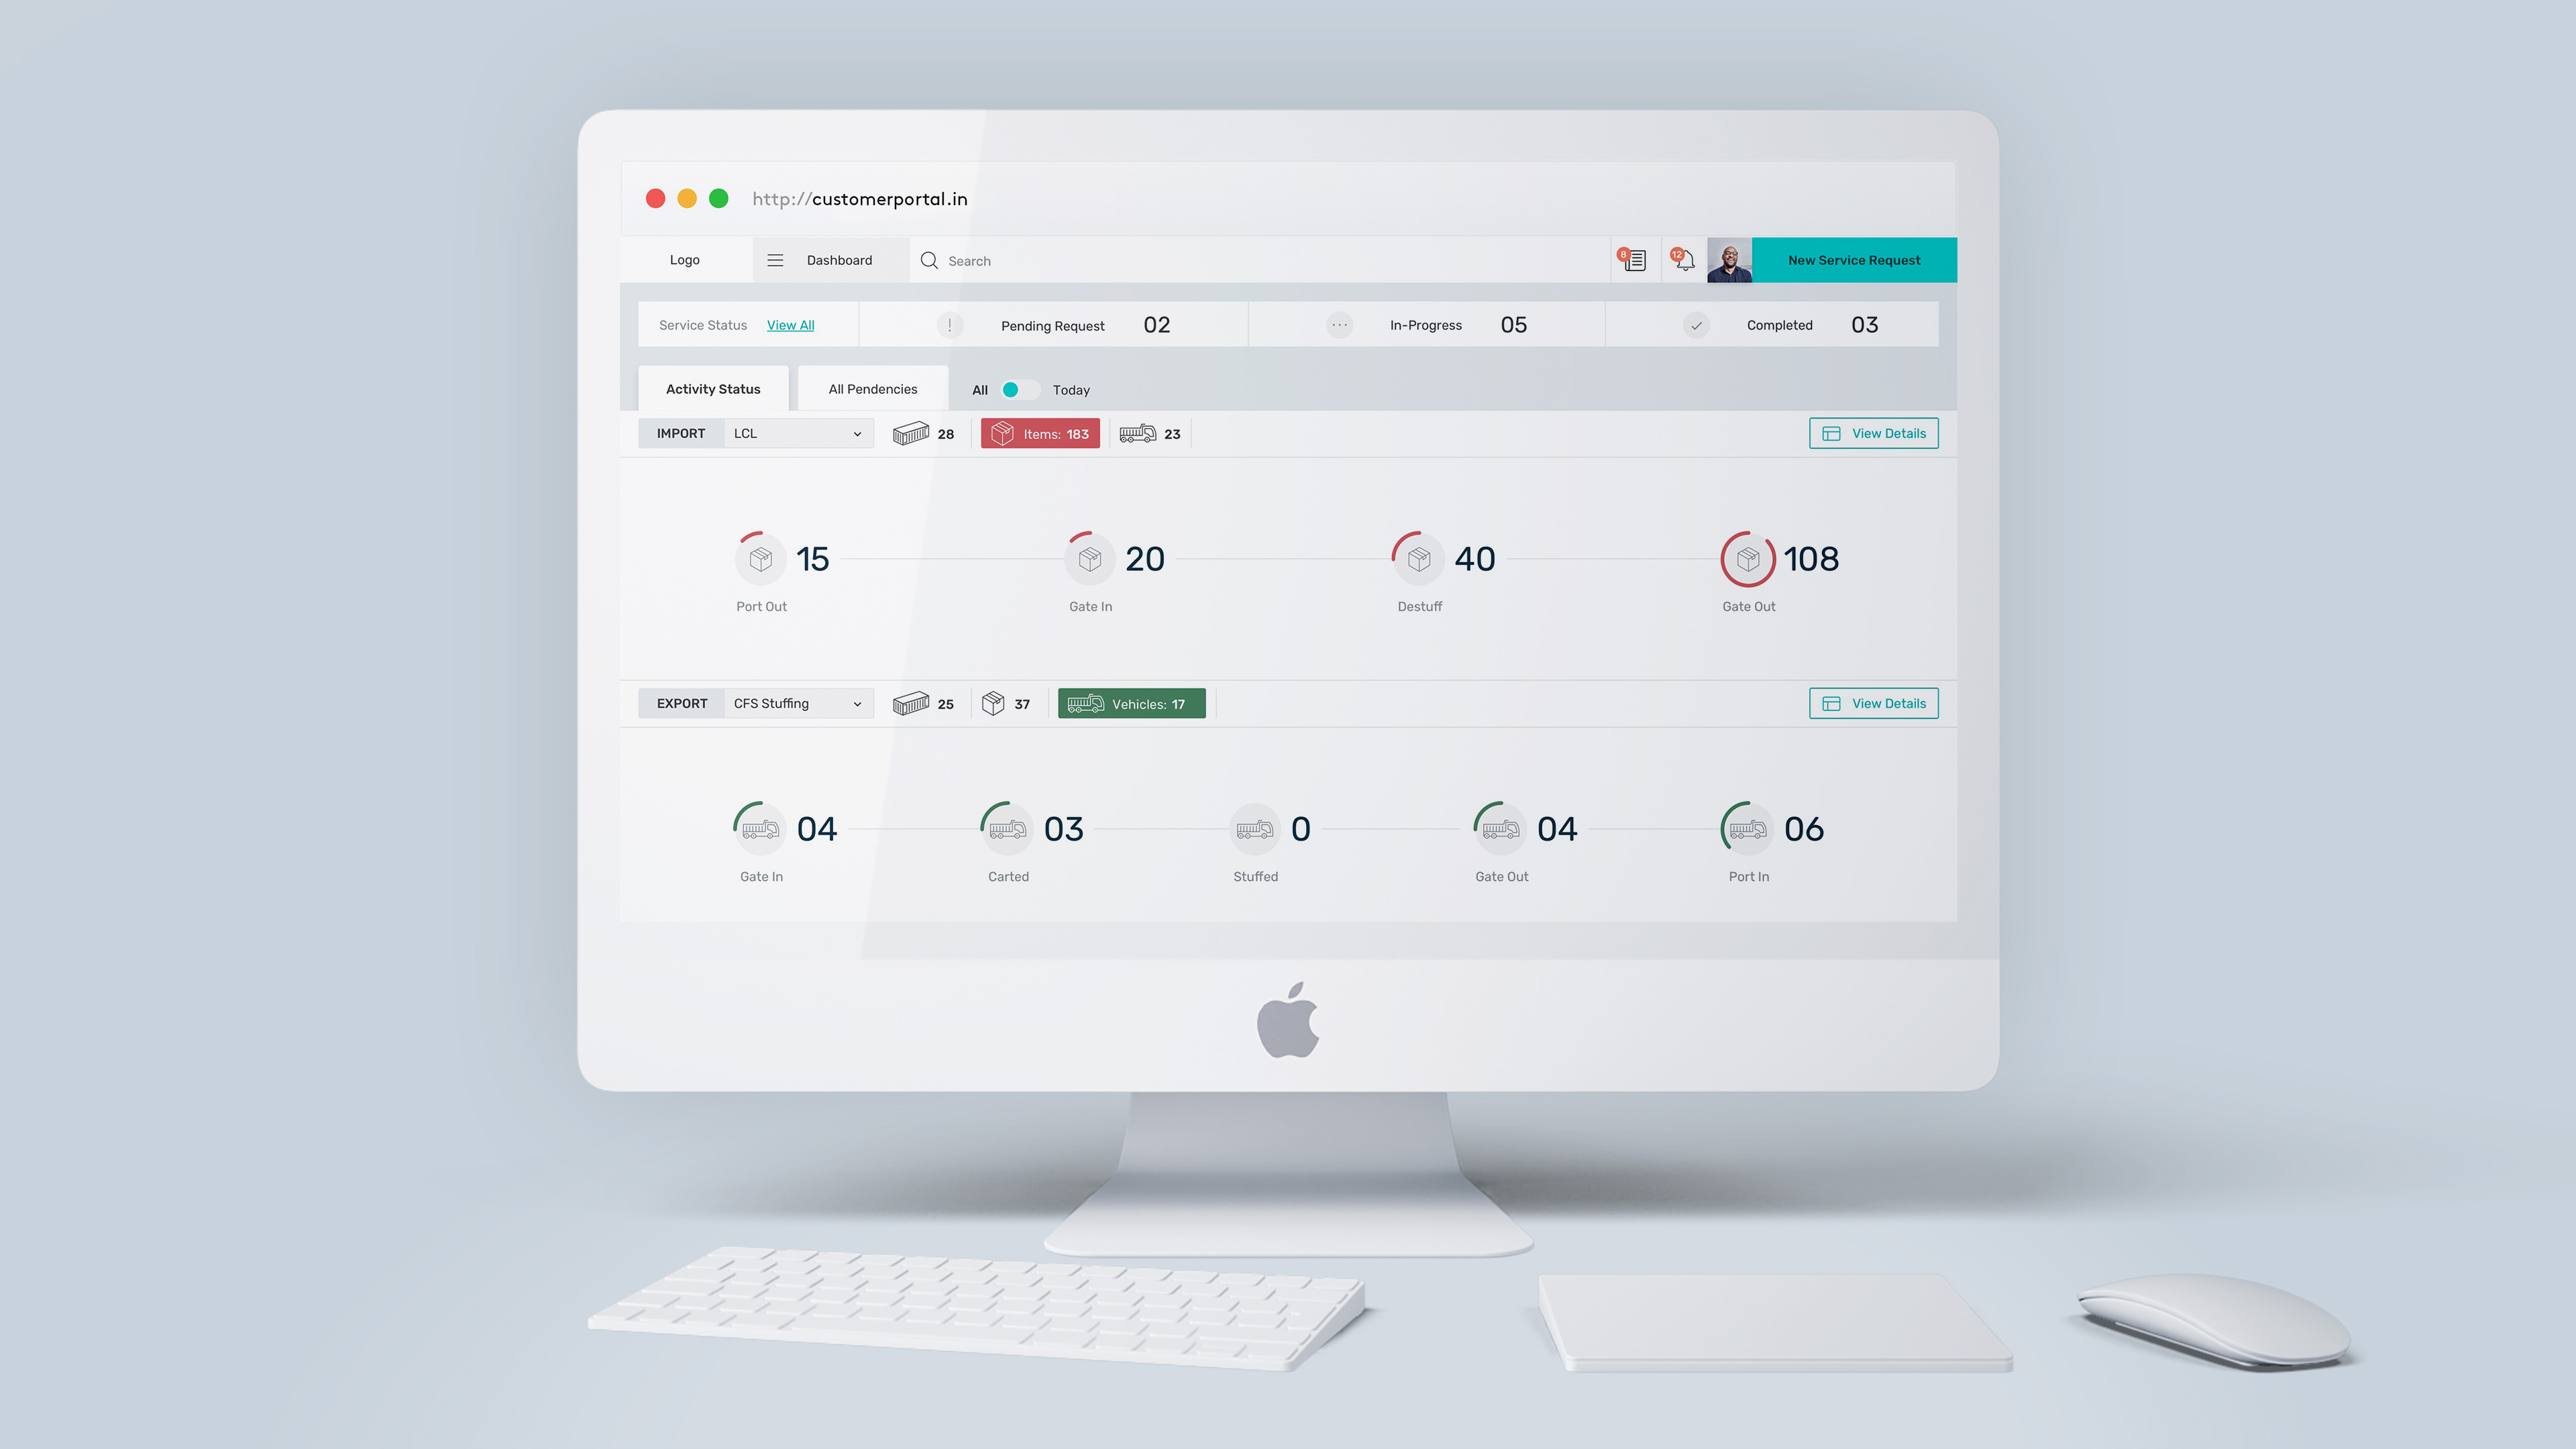 http://customerportal.in
Logo
Dashboard
Search
8
12
New Service Request
Service Status View All
Pending Request 02
In-Progress 05
Completed 03
Activity Status
All Pendencies
All Today
IMPORT LCL
28
Items: 183
23
View Details
15
Port Out
20
Gate In
40
Destuff
108
Gate Out
EXPORT CFS Stuffing
25
37
Vehicles: 17
View Details
04
Gate In
03
Carted
0
Stuffed
04
Gate Out
06
Port In